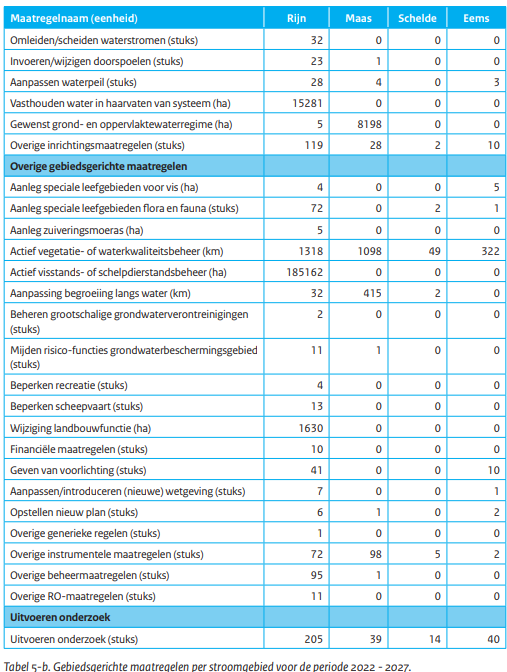 Maatregelnaam (eenheid) Rijn Maas Schelde Eems
Omleiden/scheiden waterstromen (stuks) 32 0 0 0
Invoeren/wijzigen doorspoelen (stuks) 23 1 0 0
Aanpassen waterpeil (stuks) 28 4 0 3
Vasthouden water in haarvaten van systeem (ha) 15281 0 0 0
Gewenst grond- en oppervlaktewaterregime (ha) 5 8198 0 0
Overige inrichtingsmaatregelen (stuks) 119 28 2 10
Overige gebiedsgerichte maatregelen
Aanleg speciale leefgebieden voor vis (ha) 4 0 0 5
Aanleg speciale leefgebieden flora en fauna (stuks) 72 0 2 1
Aanleg zuiveringsmoeras (ha) 5 0 0 0
Actief vegetatie- of waterkwaliteitsbeheer (km) 1318 1098 49 322
Actief visstands- of schelpdierstandsbeheer (ha) 185162 0 0 0
Aanpassing begroeiing langs water (km) 32 415 2 0
Beheren grootschalige grondwaterverontreinigingen
(stuks) 2 0 0 0
Mijden risico-functies grondwaterbeschermingsgebied
(stuks) 11 1 0 0
Beperken recreatie (stuks) 4 0 0 0
Beperken scheepvaart (stuks) 13 0 0 0
Wijziging landbouwfunctie (ha) 1630 0 0 0
Financiële maatregelen (stuks) 10 0 0 0
Geven van voorlichting (stuks) 41 0 0 10
Aanpassen/introduceren (nieuwe) wetgeving (stuks) 7 0 0 1
Opstellen nieuw plan (stuks) 6 1 0 2
Overige generieke regelen (stuks) 1 0 0 0
Overige instrumentele maatregelen (stuks) 72 98 5 2
Overige beheermaatregelen (stuks) 95 1 0 0
Overige RO-maatregelen (stuks) 11 0 0 0
Uitvoeren onderzoek
Uitvoeren onderzoek (stuks) 205 39 14 40
Tabel 5-b. Gebiedsgerichte maatregelen per stroomgebied voor de periode 2022 - 2027.